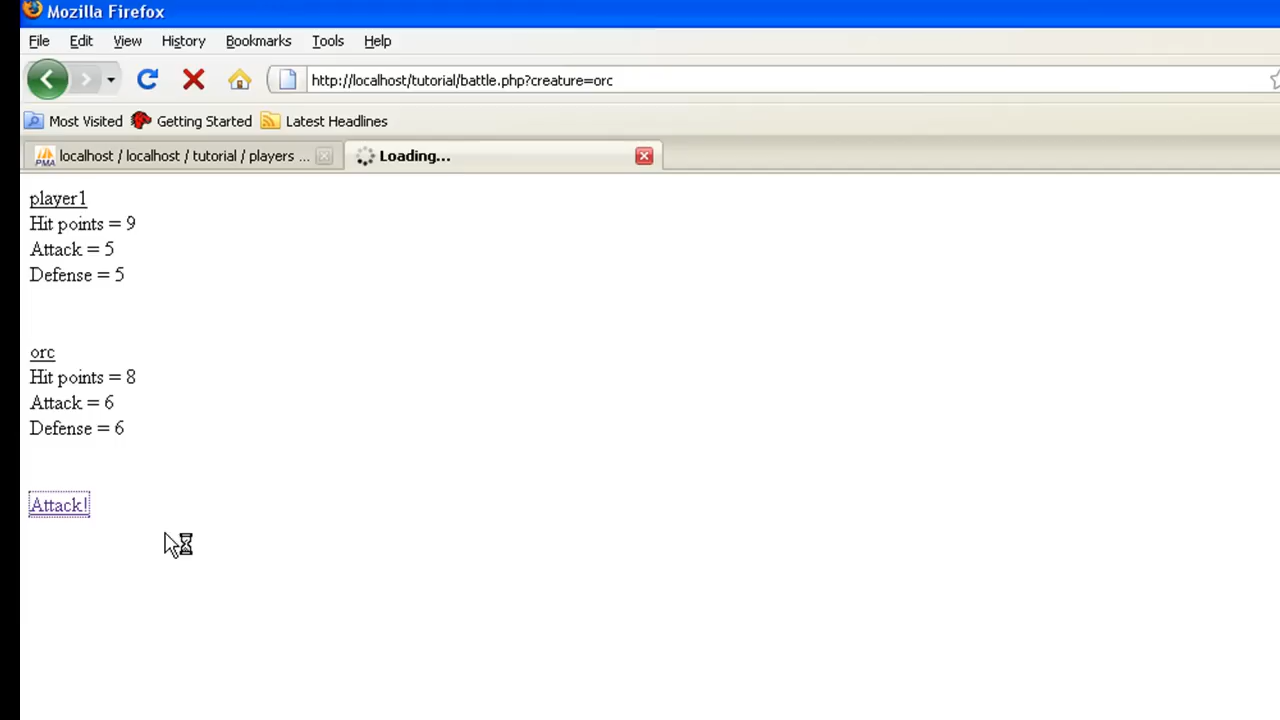 Mozilla Firefox
File Edit View History Bookmarks Tools Help
http://localhost/tutorial/battle.php?creature=orc
Most Visited Getting Started Latest Headlines
PMA localhost / localhost / tutorial / players ... Loading...
player1
Hit points = 9
Attack = 5
Defense = 5
orc
Hit points = 8
Attack = 6
Defense = 6
Attack!